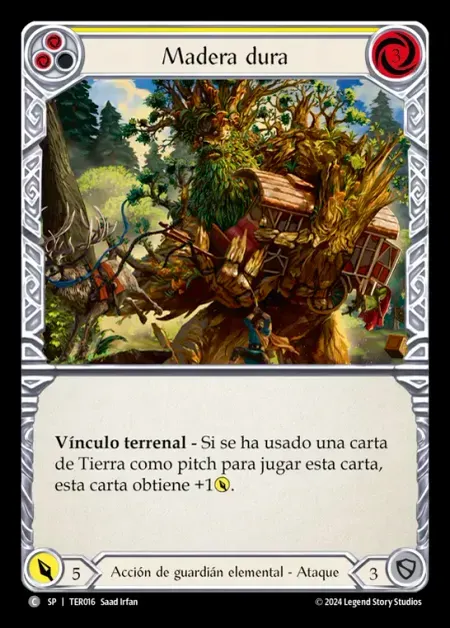 Madera dura
3
Vínculo terrenal - Si se ha usado una carta
de Tierra como pitch para jugar esta carta,
esta carta obtiene +1.
5 Acción de guardián elemental - Ataque 3
C SP | TER016 Saad Irfan © 2024 Legend Story Studios